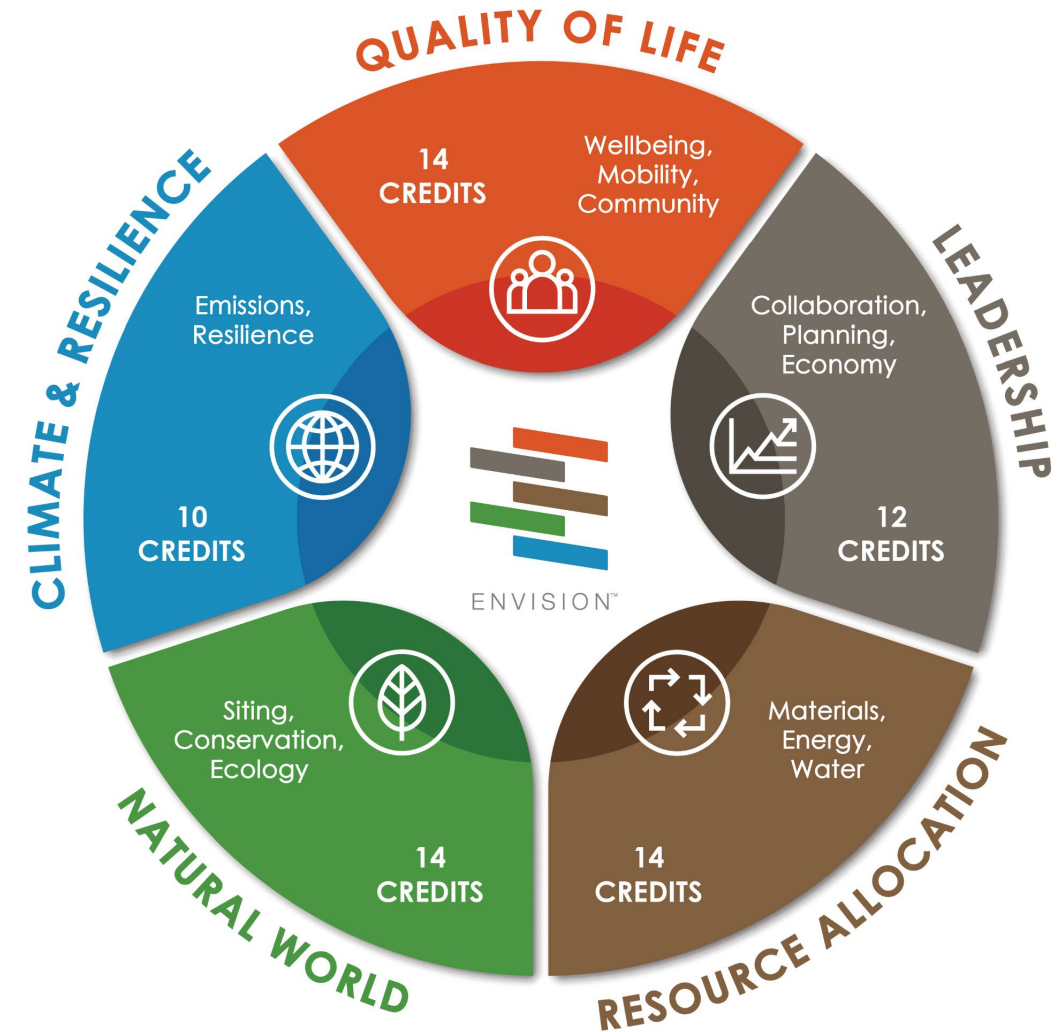 QUALITY OF LIFE
14
CREDITS
Wellbeing,
Mobility,
Community
LEADERSHIP
Collaboration,
Planning,
Economy
12
CREDITS
RESOURCE ALLOCATION
Materials,
Energy,
Water
14
CREDITS
NATURAL WORLD
Siting,
Conservation,
Ecology
14
CREDITS
CLIMATE & RESILIENCE
Emissions,
Resilience
10
CREDITS
ENVISION™